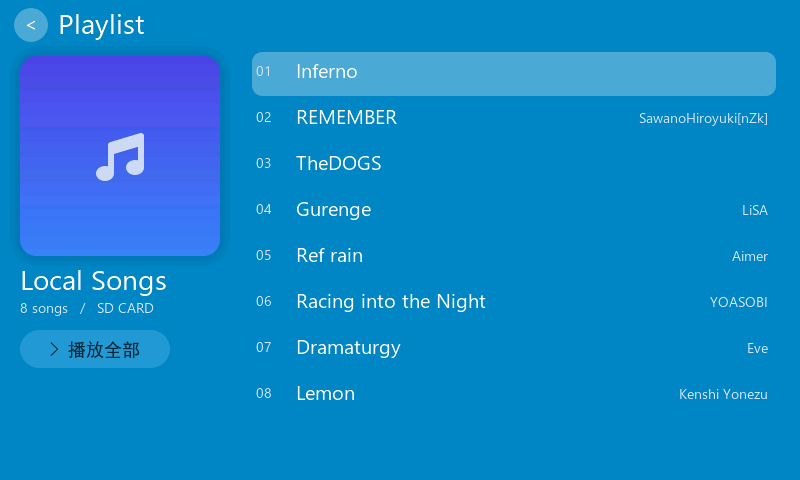 < Playlist
Local Songs
8 songs / SD CARD
> 播放全部
01 Inferno
02 REMEMBER SawanoHiroyuki[nZk]
03 TheDOGS
04 Gurenge LiSA
05 Ref rain Aimer
06 Racing into the Night YOASOBI
07 Dramaturgy Eve
08 Lemon Kenshi Yonezu